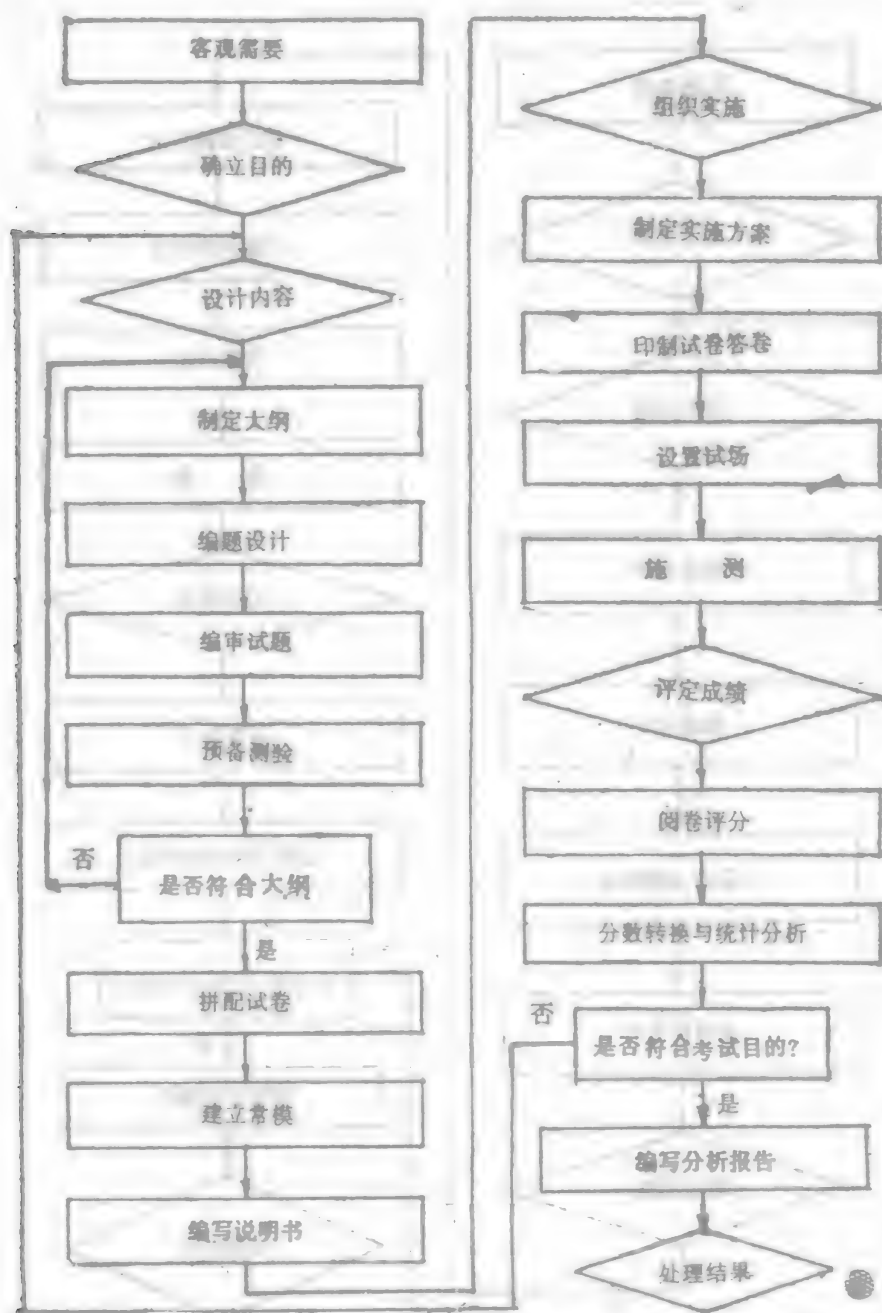 客观需要
确立目的
设计内容
制定大纲
编题设计
编审试题
预备测验
否
是否符合大纲
是
拼配试卷
建立常模
编写说明书
组织实施
制定实施方案
印制试卷答卷
设置试场
施 测
评定成绩
阅卷评分
分数转换与统计分析
否
是否符合考试目的?
是
编写分析报告
处理结果